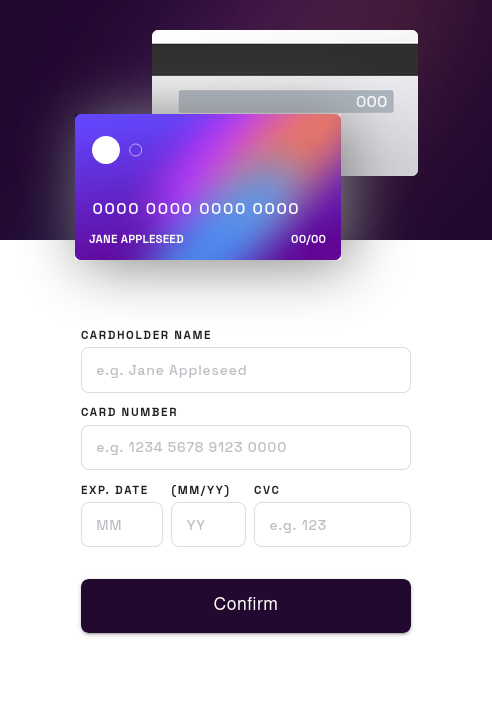 000
0000 0000 0000 0000
JANE APPLESEED 00/00
CARDHOLDER NAME
e.g. Jane Appleseed
CARD NUMBER
e.g. 1234 5678 9123 0000
EXP. DATE (MM/YY) CVC
MM YY e.g. 123
Confirm